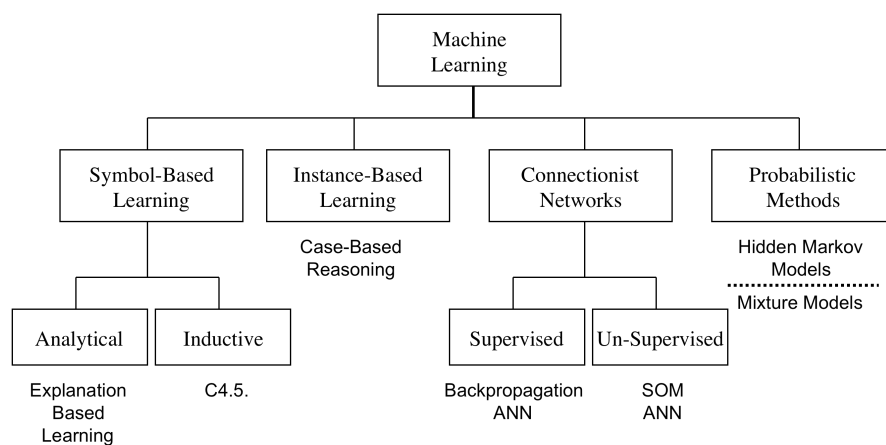 Machine
Learning
Symbol-Based
Learning
Instance-Based
Learning
Connectionist
Networks
Probabilistic
Methods
Case-Based
Reasoning
Hidden Markov
Models
Mixture Models
Analytical
Inductive
Supervised
Un-Supervised
Explanation
Based
Learning
C4.5.
Backpropagation
ANN
SOM
ANN